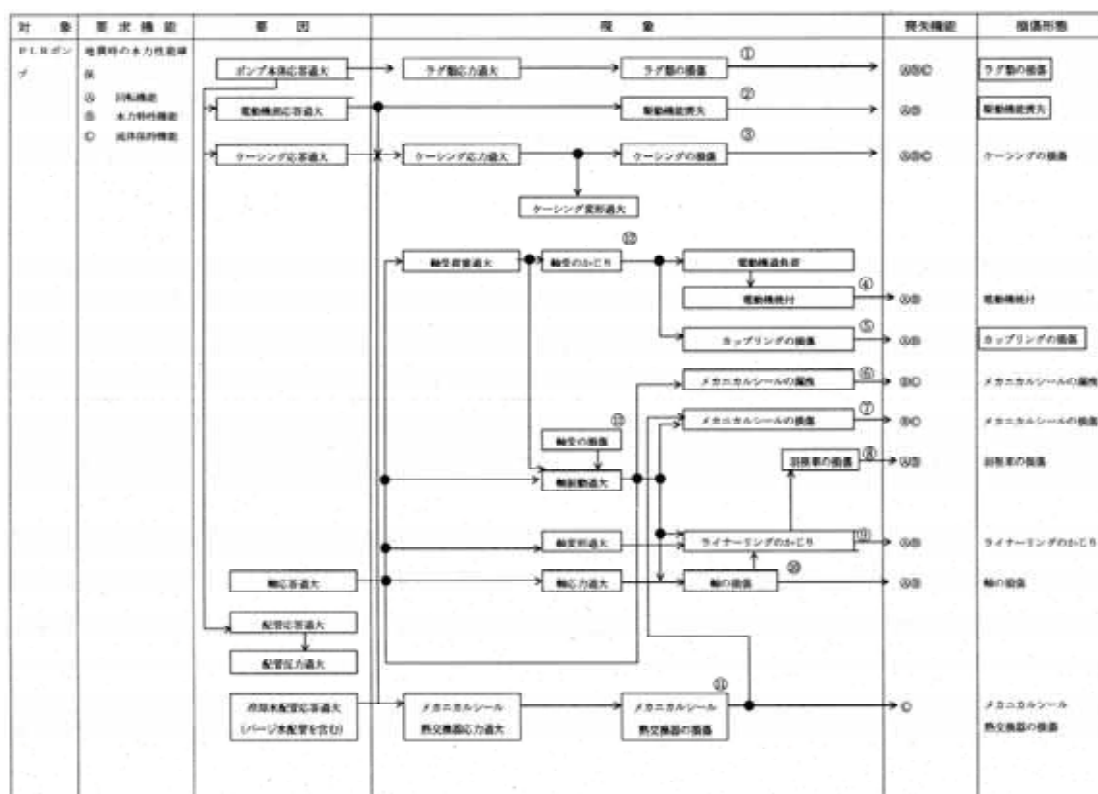 対象 要求機能 要因 現象 喪失機能 損傷形態
PLRポン
プ
地震時の水力性能確
保
Ⓐ 回転機能
Ⓑ 水力特性機能
Ⓒ 流体保持機能
ポンプ本体応答過大 ラグ類応力過大 ラグ類の損傷 ① ⒶⒷⒸ ラグ類の損傷
電動機部応答過大 駆動機能喪失 ② ⒶⒷ 駆動機能喪失
ケーシング応答過大 ケーシング応力過大 ケーシングの損傷 ③ ⒶⒷⒸ ケーシングの損傷
ケーシング変形過大
軸受荷重過大 軸受のかじり ⑫ 電動機過負荷
電動機焼付 ④ ⒶⒷ 電動機焼付
カップリングの損傷 ⑤ ⒶⒷ カップリングの損傷
メカニカルシールの漏洩 ⑥ ⒷⒸ メカニカルシールの漏洩
メカニカルシールの損傷 ⑦ ⒷⒸ メカニカルシールの損傷
軸受の損傷
羽根車の損傷 ⑧ ⒶⒷ 羽根車の損傷
軸振動過大
軸変形過大 ライナーリングのかじり ⑨ ⒶⒷ ライナーリングのかじり
軸応答過大 軸応力過大 軸の損傷 ⑩ ⒶⒷ 軸の損傷
配管応答過大
配管反力過大
冷却水配管応答過大
(パージ水配管を含む)
メカニカルシール
熱交換器応力過大
メカニカルシール
熱交換器の損傷
⑪
Ⓒ
メカニカルシール
熱交換器の損傷